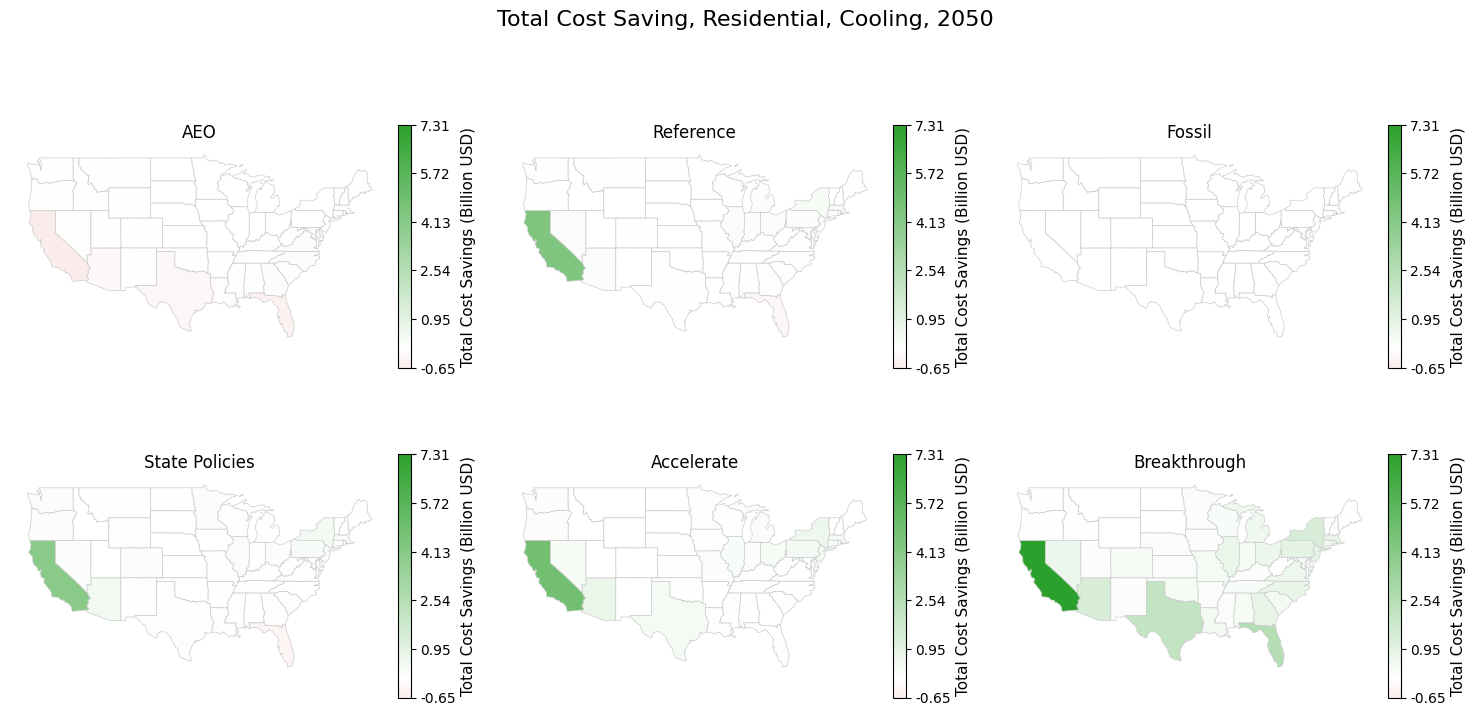 Total Cost Saving, Residential, Cooling, 2050
AEO
7.31
5.72
4.13
2.54
0.95
-0.65
Total Cost Savings (Billion USD)
Reference
7.31
5.72
4.13
2.54
0.95
-0.65
Total Cost Savings (Billion USD)
Fossil
7.31
5.72
4.13
2.54
0.95
-0.65
Total Cost Savings (Billion USD)
State Policies
7.31
5.72
4.13
2.54
0.95
-0.65
Total Cost Savings (Billion USD)
Accelerate
7.31
5.72
4.13
2.54
0.95
-0.65
Total Cost Savings (Billion USD)
Breakthrough
7.31
5.72
4.13
2.54
0.95
-0.65
Total Cost Savings (Billion USD)